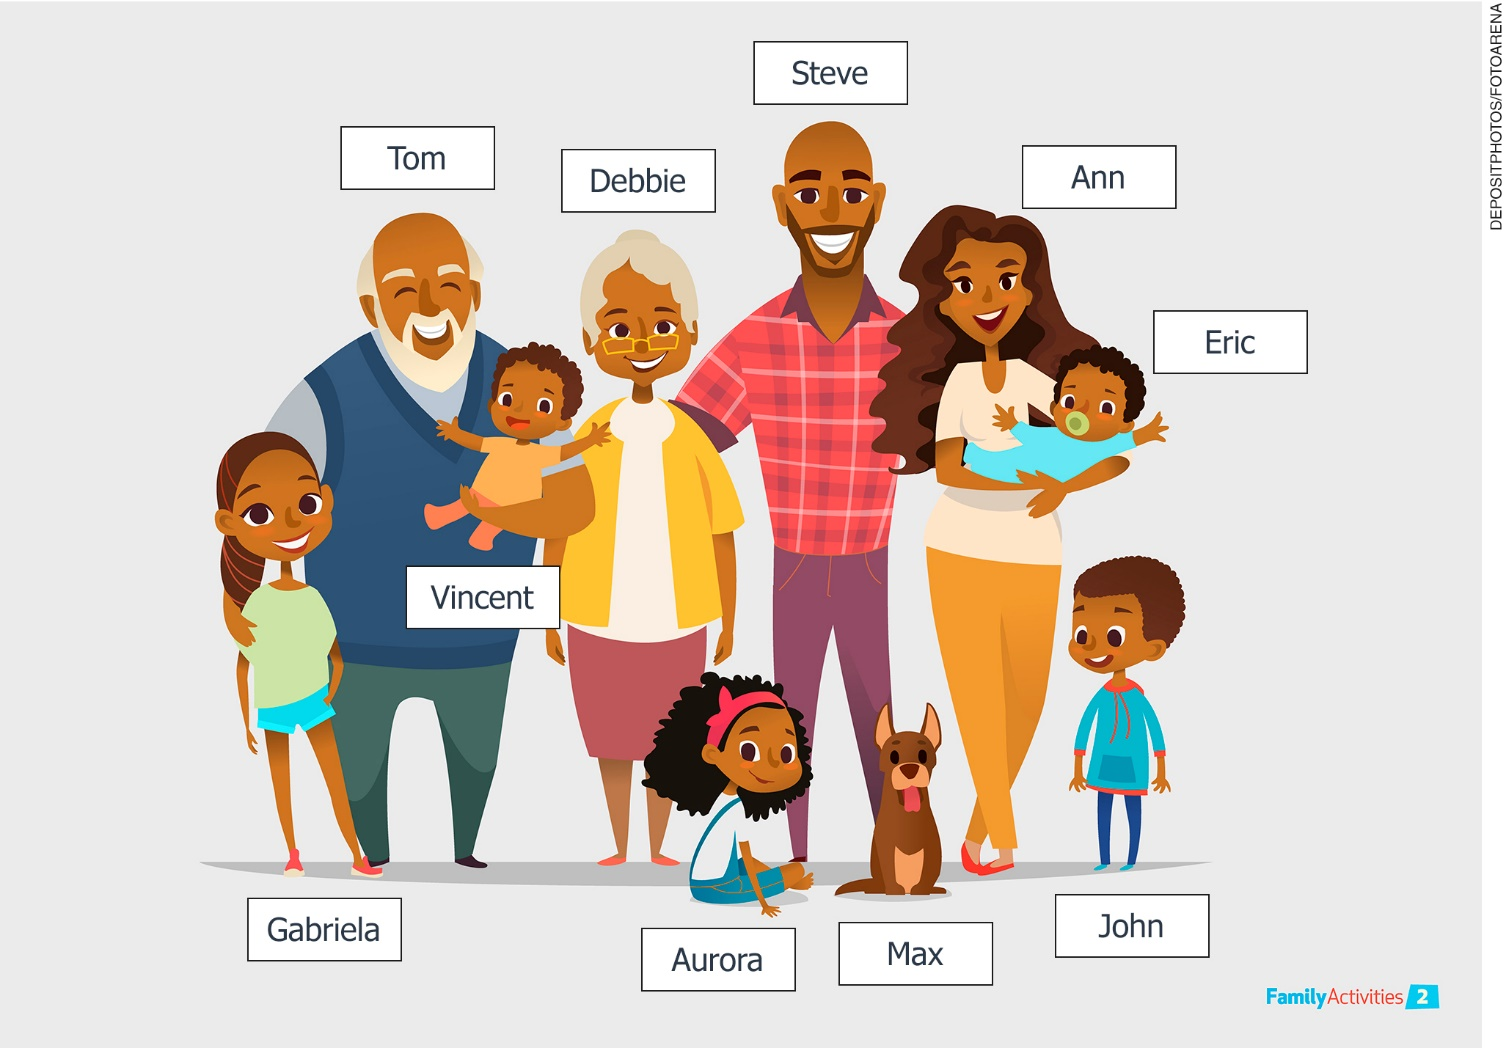 DEPOSITPHOTOS/FOTOARENA
Steve
Tom
Debbie
Ann
Eric
Vincent
Gabriela
Aurora
Max
John
FamilyActivities 2